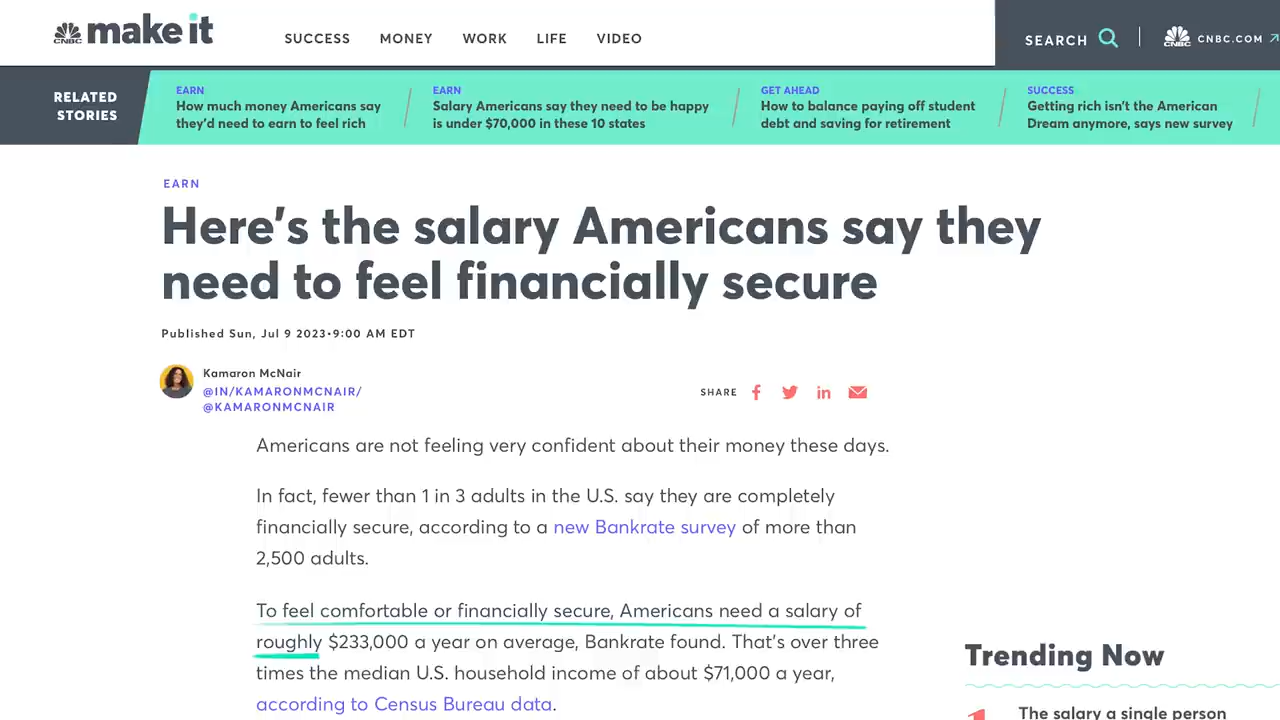 CNBC make it
SUCCESS MONEY WORK LIFE VIDEO
SEARCH
CNBC CNBC.COM
RELATED
STORIES
EARN
How much money Americans say
they'd need to earn to feel rich
EARN
Salary Americans say they need to be happy
is under $70,000 in these 10 states
GET AHEAD
How to balance paying off student
debt and saving for retirement
SUCCESS
Getting rich isn't the American
Dream anymore, says new survey
EARN
Here's the salary Americans say they
need to feel financially secure
Published Sun, Jul 9 2023•9:00 AM EDT
Kamaron McNair
@IN/KAMARONMCNAIR/
@KAMARONMCNAIR
SHARE
Americans are not feeling very confident about their money these days.
In fact, fewer than 1 in 3 adults in the U.S. say they are completely
financially secure, according to a new Bankrate survey of more than
2,500 adults.
To feel comfortable or financially secure, Americans need a salary of
roughly $233,000 a year on average, Bankrate found. That's over three
times the median U.S. household income of about $71,000 a year,
according to Census Bureau data.
Trending Now
1 The salary a single person